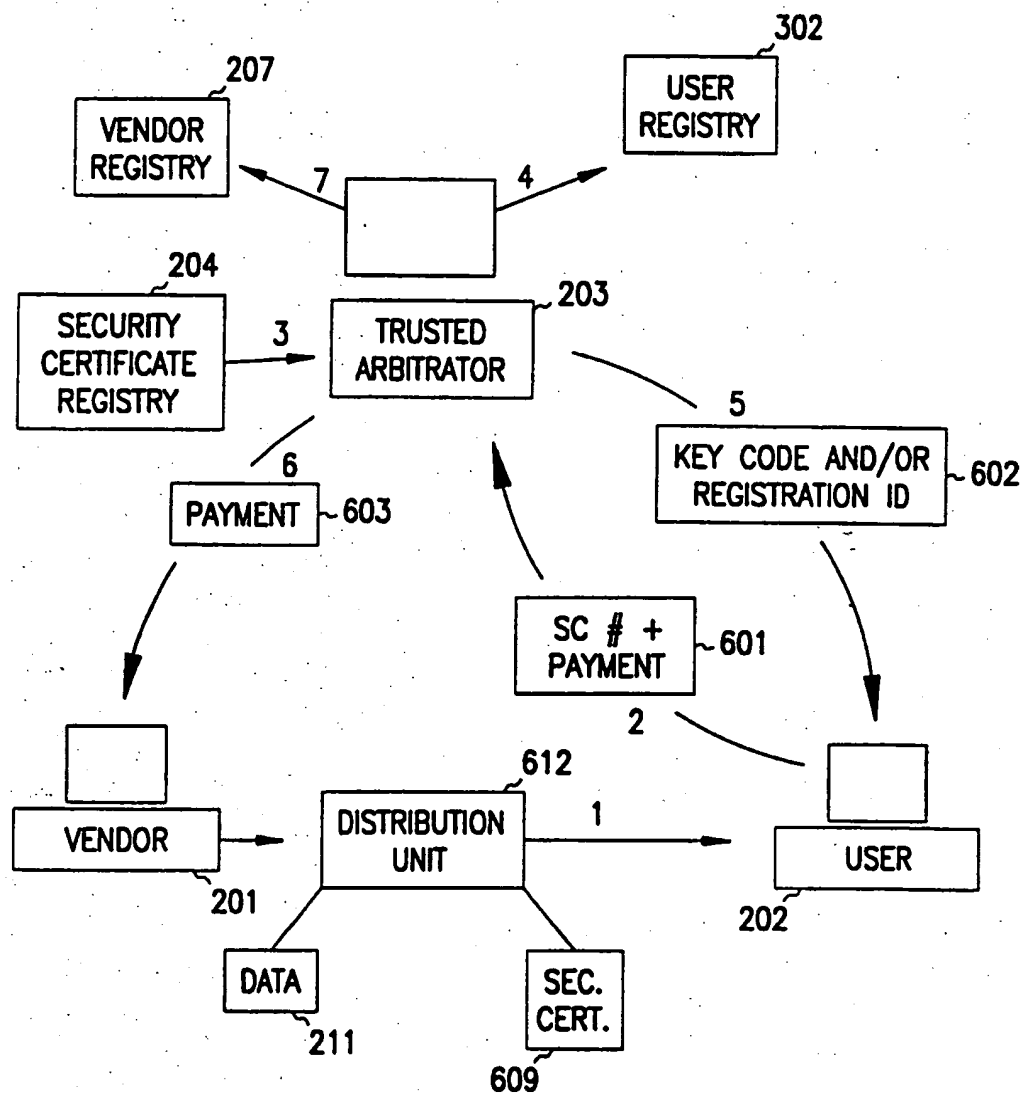 302
USER
REGISTRY
207
VENDOR
REGISTRY
7
4
204
SECURITY
CERTIFICATE
REGISTRY
3
203
TRUSTED
ARBITRATOR
5
KEY CODE AND/OR
REGISTRATION ID
602
6
PAYMENT
603
SC # +
PAYMENT
601
2
612
DISTRIBUTION
UNIT
1
VENDOR
201
USER
202
DATA
211
SEC.
CERT.
609